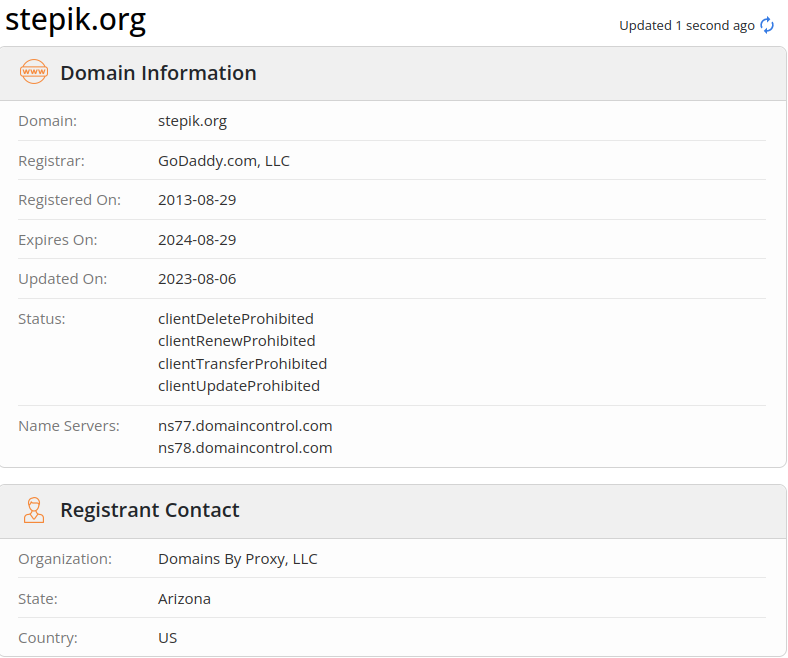 stepik.org
Updated 1 second ago
www
Domain Information
Domain: stepik.org
Registrar: GoDaddy.com, LLC
Registered On: 2013-08-29
Expires On: 2024-08-29
Updated On: 2023-08-06
Status: clientDeleteProhibited
clientRenewProhibited
clientTransferProhibited
clientUpdateProhibited
Name Servers: ns77.domaincontrol.com
ns78.domaincontrol.com
Registrant Contact
Organization: Domains By Proxy, LLC
State: Arizona
Country: US